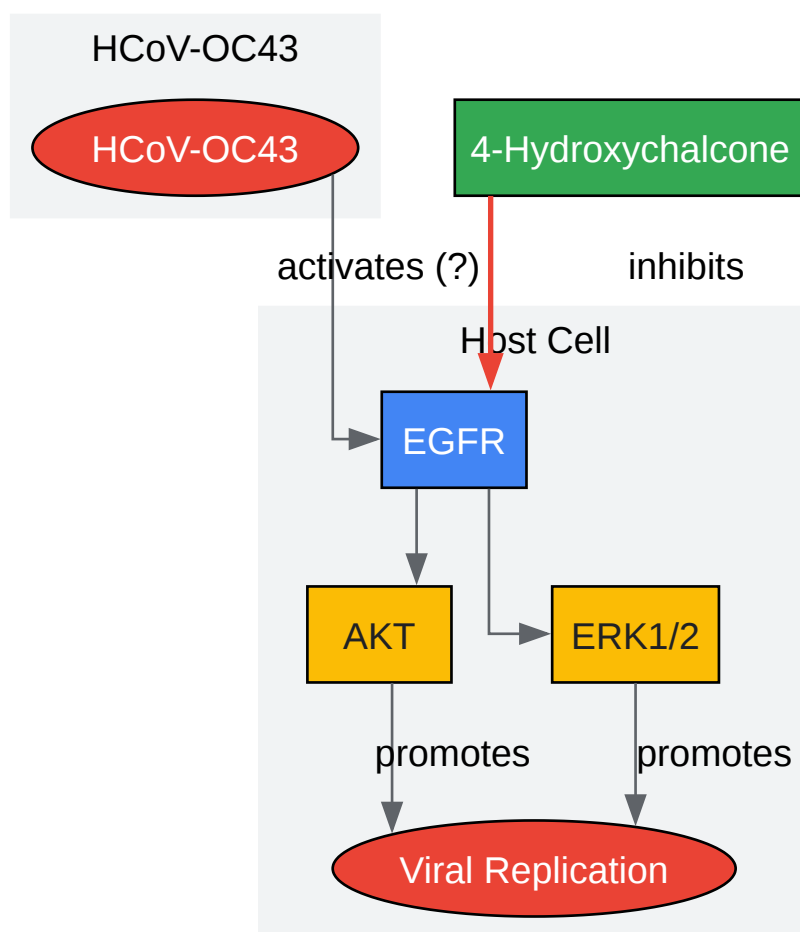 HCoV-OC43
HCoV-OC43
4-Hydroxychalcone
activates (?)
inhibits
Host Cell
EGFR
AKT
ERK1/2
promotes
promotes
Viral Replication